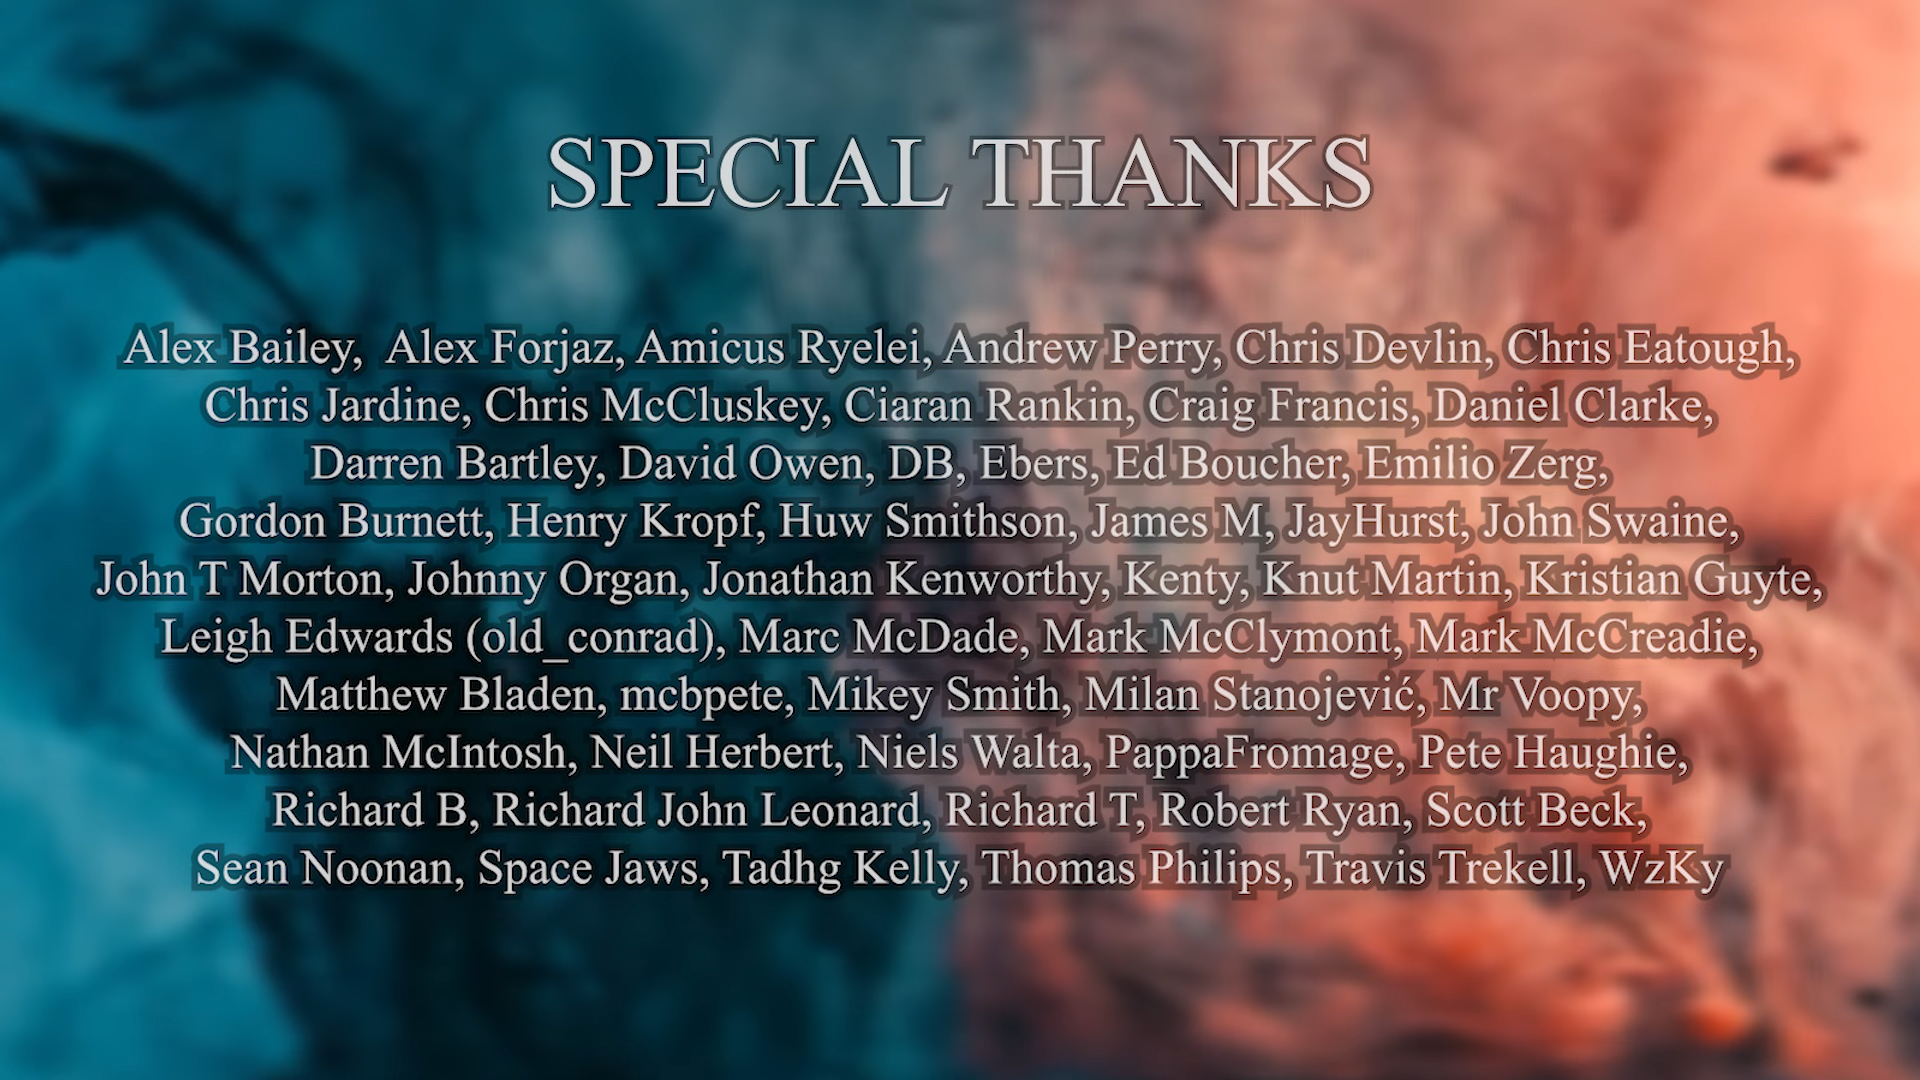 SPECIAL THANKS
Alex Bailey,  Alex Forjaz, Amicus Ryelei, Andrew Perry, Chris Devlin, Chris Eatough,
Chris Jardine, Chris McCluskey, Ciaran Rankin, Craig Francis, Daniel Clarke,
Darren Bartley, David Owen, DB, Ebers, Ed Boucher, Emilio Zerg,
Gordon Burnett, Henry Kropf, Huw Smithson, James M, JayHurst, John Swaine,
John T Morton, Johnny Organ, Jonathan Kenworthy, Kenty, Knut Martin, Kristian Guyte,
Leigh Edwards (old_conrad), Marc McDade, Mark McClymont, Mark McCreadie,
Matthew Bladen, mcbpete, Mikey Smith, Milan Stanojević, Mr Voopy,
Nathan McIntosh, Neil Herbert, Niels Walta, PappaFromage, Pete Haughie,
Richard B, Richard John Leonard, Richard T, Robert Ryan, Scott Beck,
Sean Noonan, Space Jaws, Tadhg Kelly, Thomas Philips, Travis Trekell, WzKy